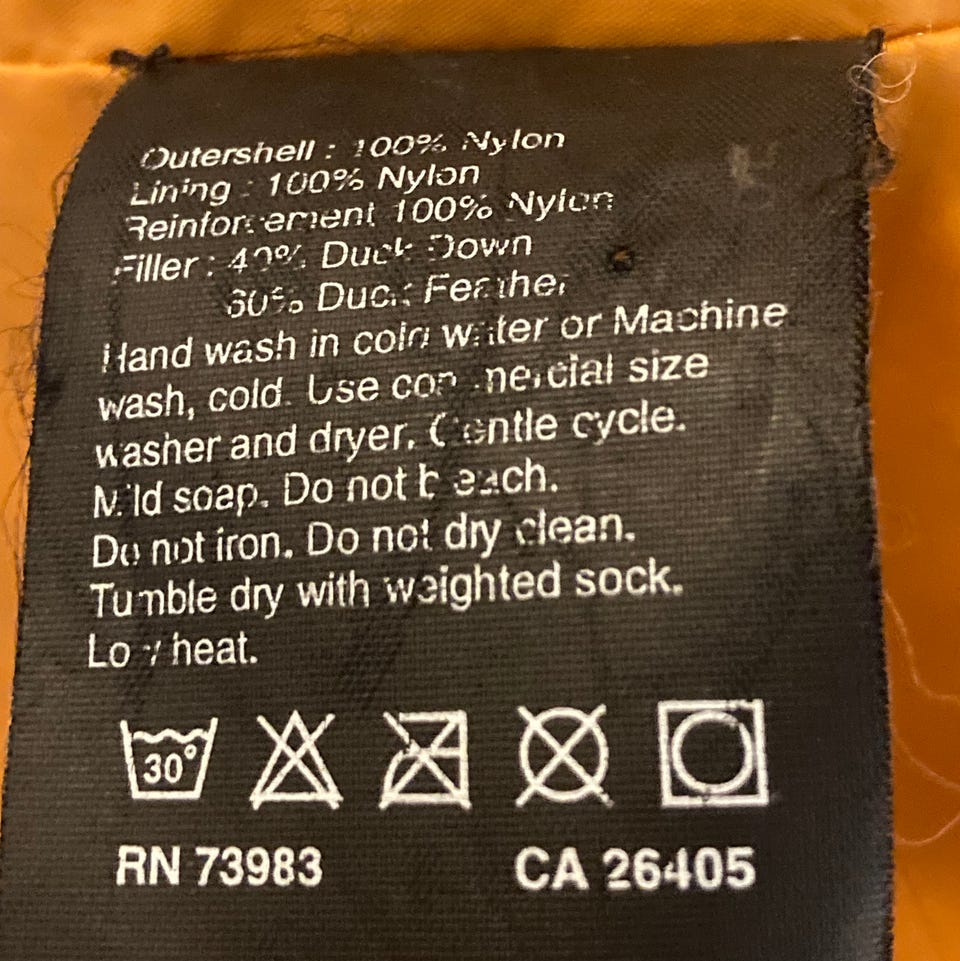 Outershell : 100% Nylon
Lining : 100% Nylon
Reinforcement 100% Nylon
Filler : 40% Duck Down
60% Duck Feather
Hand wash in cold water or Machine
wash, cold. Use commercial size
washer and dryer. Gentle cycle.
Mild soap. Do not bleach.
Do not iron. Do not dry clean.
Tumble dry with weighted sock.
Low heat.
30°
RN 73983 CA 26405